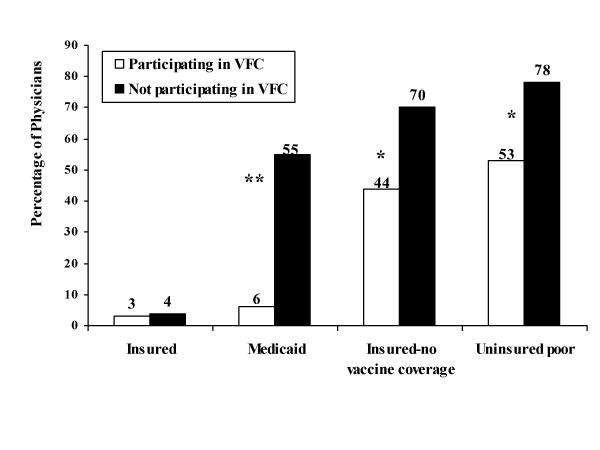 Percentage of Physicians
90
80
70
60
50
40
30
20
10
0
Participating in VFC
Not participating in VFC
3
4
6
55
**
44
70
*
53
78
*
Insured
Medicaid
Insured-no
vaccine coverage
Uninsured poor